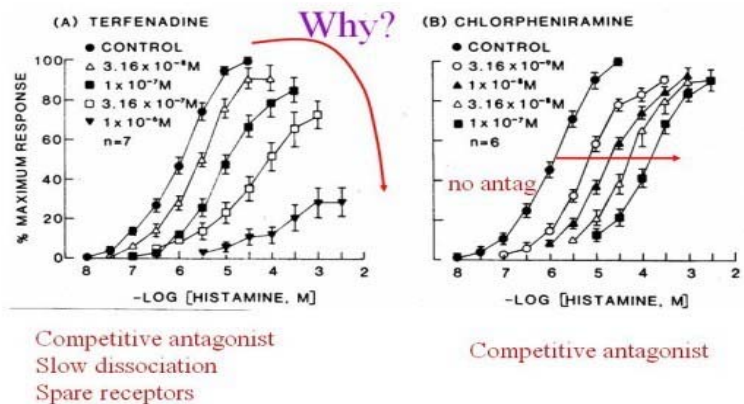 Why?
(A) TERFENADINE
● CONTROL
△ 3.16 x 10⁻⁸M
■ 1 x 10⁻⁷M
□ 3.16 x 10⁻⁷M
▼ 1 x 10⁻⁶M
n=7
% MAXIMUM RESPONSE
100
80
60
40
20
0
8 7 6 5 4 3 2
-LOG [HISTAMINE, M]
(B) CHLORPHENIRAMINE
● CONTROL
○ 3.16 x 10⁻⁹M
▲ 1 x 10⁻⁸M
△ 3.16 x 10⁻⁸M
■ 1 x 10⁻⁷M
n=6
no antag
8 7 6 5 4 3 2
-LOG [HISTAMINE, M]
Competitive antagonist
Slow dissociation
Spare receptors
Competitive antagonist